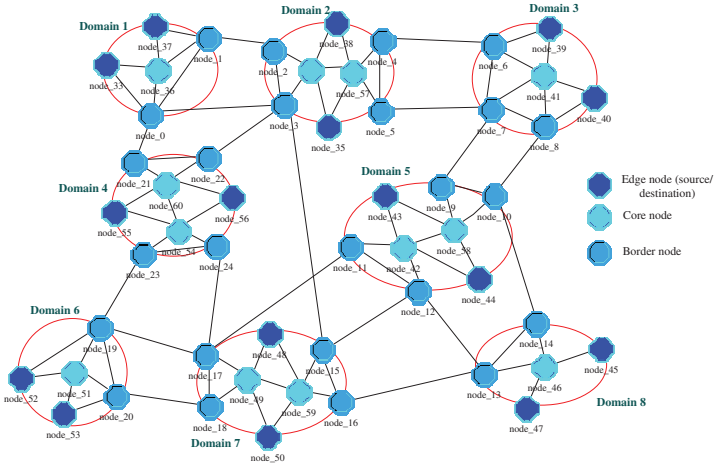 Domain 1
Domain 2
Domain 3
node_37
node_1
node_38
node_4
node_39
node_2
node_6
node_33
node_36
node_57
node_41
node_40
node_0
node_3
node_35
node_5
node_7
node_8
Domain 4
Domain 5
node_21
node_22
node_60
node_56
node_55
node_54
node_23
node_24
node_9
node_10
node_43
node_58
node_11
node_42
node_44
node_12
Edge node (source/
destination)
Core node
Border node
Domain 6
node_19
node_51
node_52
node_53
node_20
node_17
node_48
node_15
node_49
node_59
node_18
node_16
node_50
Domain 7
node_14
node_45
node_13
node_46
node_47
Domain 8